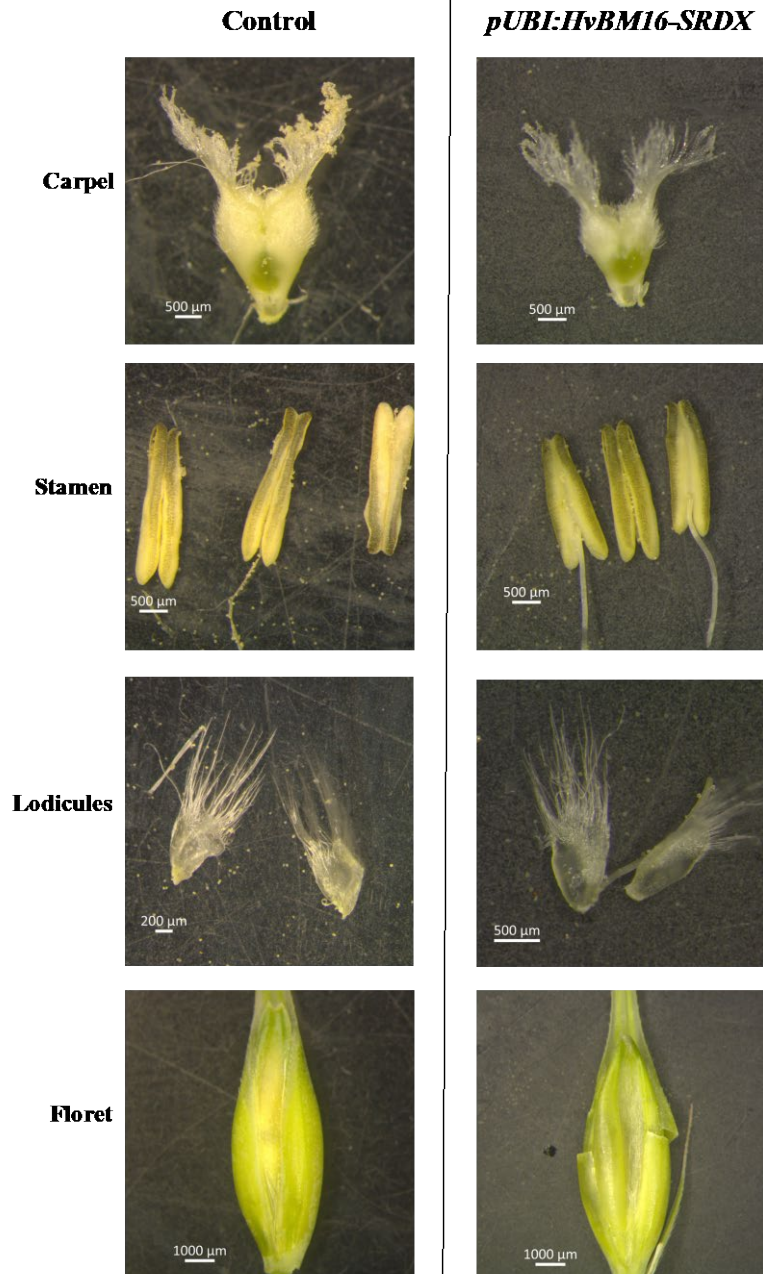 Control
pUBI:HvBM16-SRDX
Carpel
500 µm
500 µm
Stamen
500 µm
500 µm
Lodicules
200 µm
500 µm
Floret
1000 µm
1000 µm